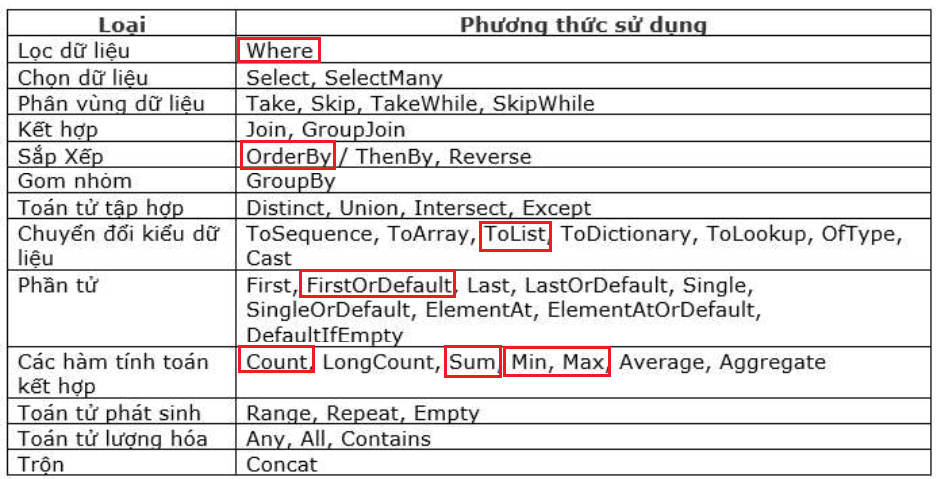 Loại Phương thức sử dụng
Lọc dữ liệu Where
Chọn dữ liệu Select, SelectMany
Phân vùng dữ liệu Take, Skip, TakeWhile, SkipWhile
Kết hợp Join, GroupJoin
Sắp Xếp OrderBy / ThenBy, Reverse
Gom nhóm GroupBy
Toán tử tập hợp Distinct, Union, Intersect, Except
Chuyển đổi kiểu dữ ToSequence, ToArray, ToList, ToDictionary, ToLookup, OfType,
liệu Cast
Phần tử First, FirstOrDefault, Last, LastOrDefault, Single,
SingleOrDefault, ElementAt, ElementAtOrDefault,
DefaultIfEmpty
Các hàm tính toán Count, LongCount, Sum, Min, Max, Average, Aggregate
kết hợp
Toán tử phát sinh Range, Repeat, Empty
Toán tử lượng hóa Any, All, Contains
Trộn Concat